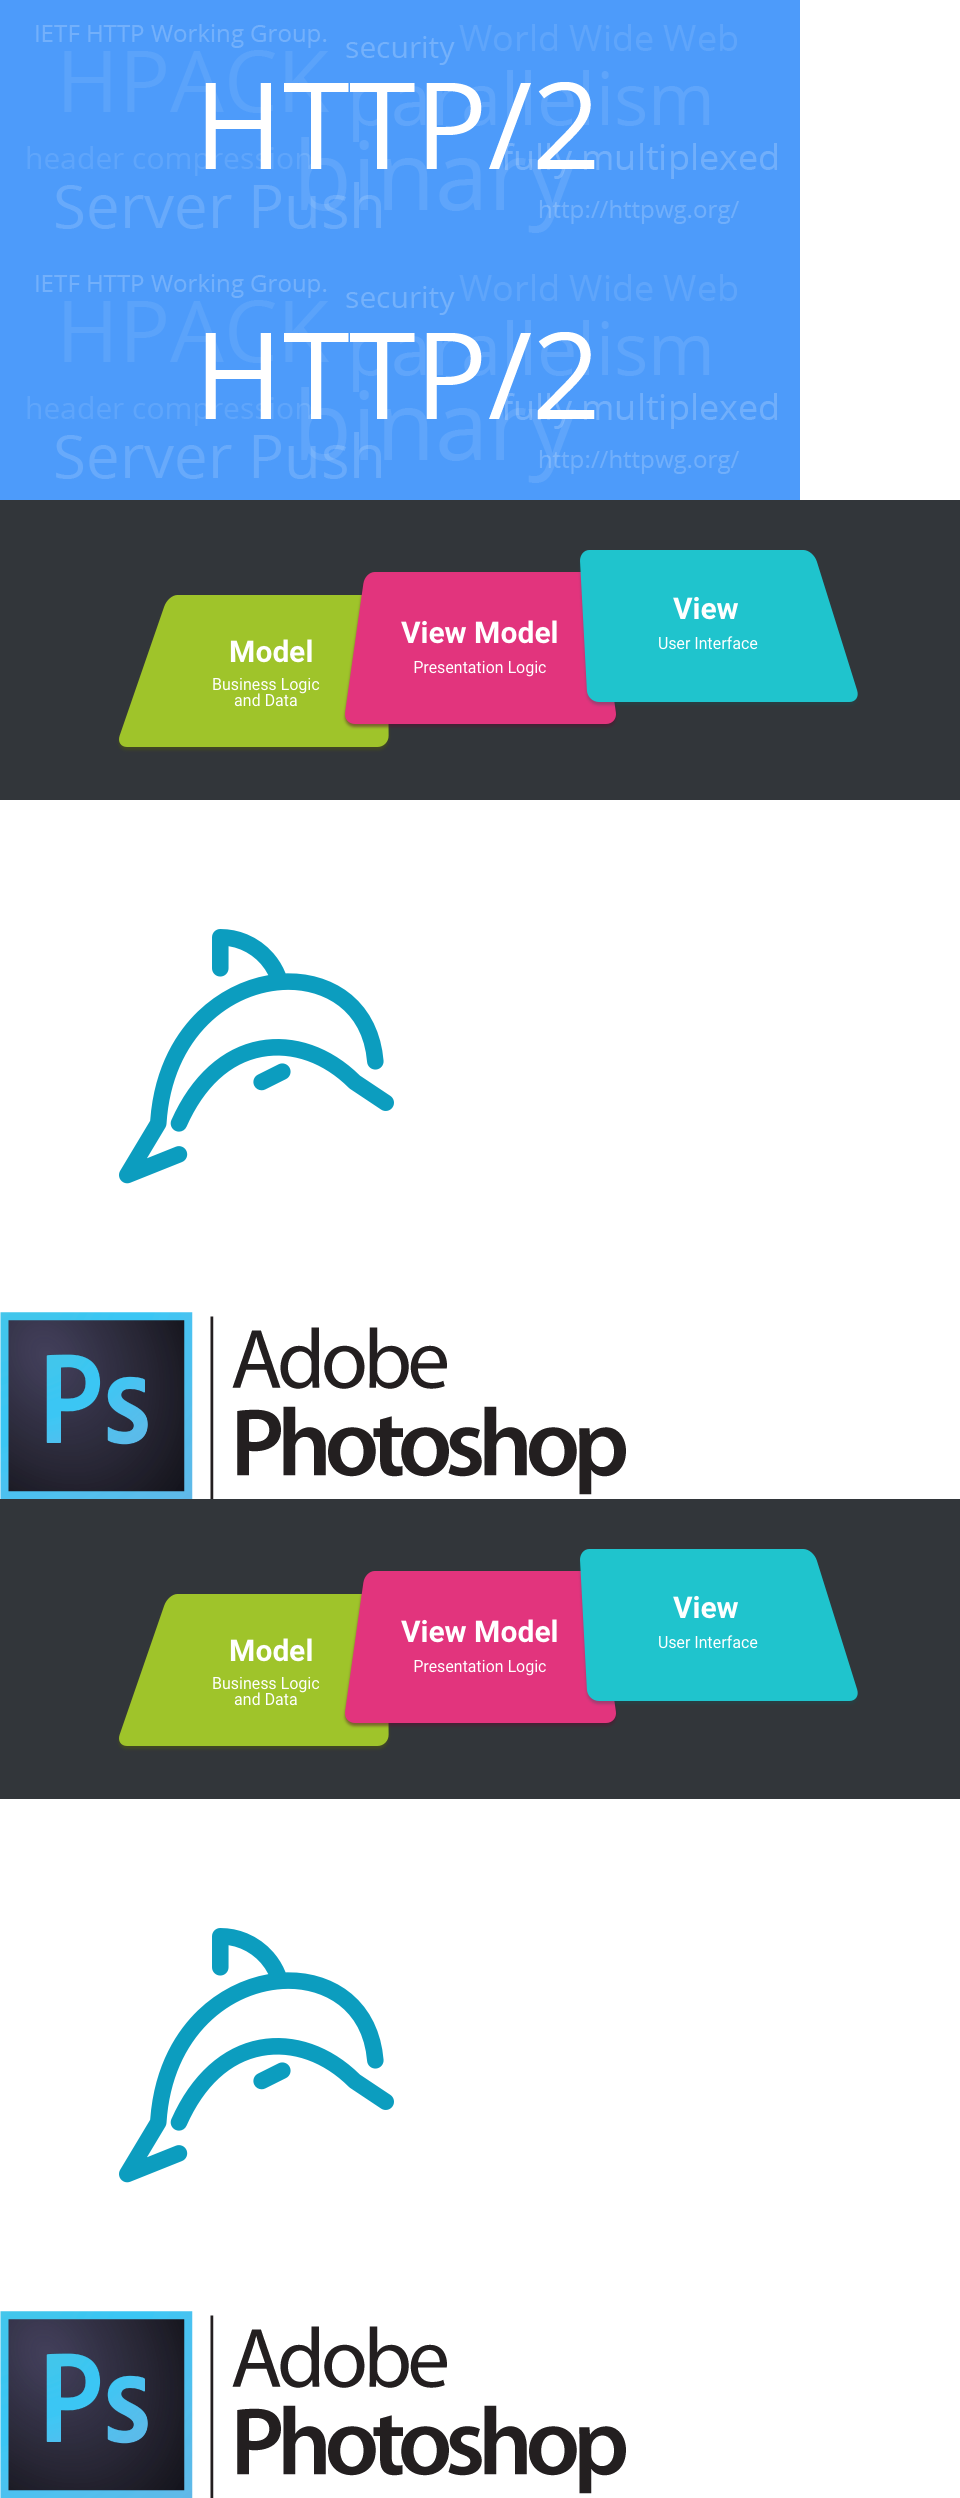 IETF HTTP Working Group.
security
World Wide Web
HPACK
parallelism
HTTP/2
header compression
binary
fully multiplexed
Server Push
http://httpwg.org/
IETF HTTP Working Group.
security
World Wide Web
HPACK
parallelism
HTTP/2
header compression
binary
fully multiplexed
Server Push
http://httpwg.org/
Model
Business Logic
and Data
View Model
Presentation Logic
View
User Interface
Ps
Adobe
Photoshop
Model
Business Logic
and Data
View Model
Presentation Logic
View
User Interface
Ps
Adobe
Photoshop